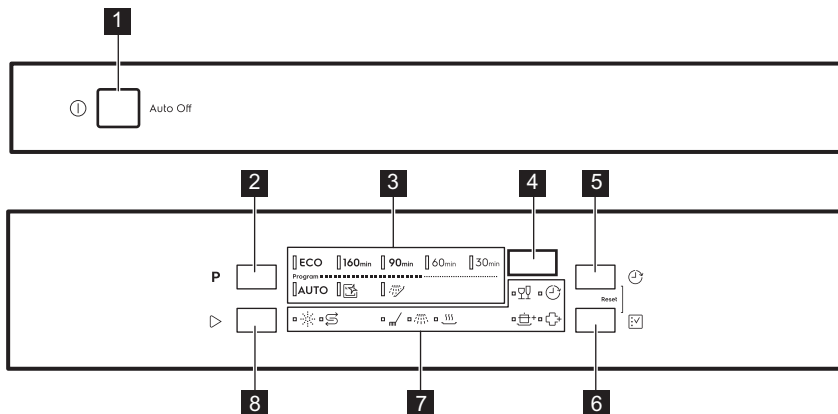 1
Auto Off
2 3 4 5
ECO 160min 90min 60min 30min
P
Program
AUTO
Reset
8 7 6